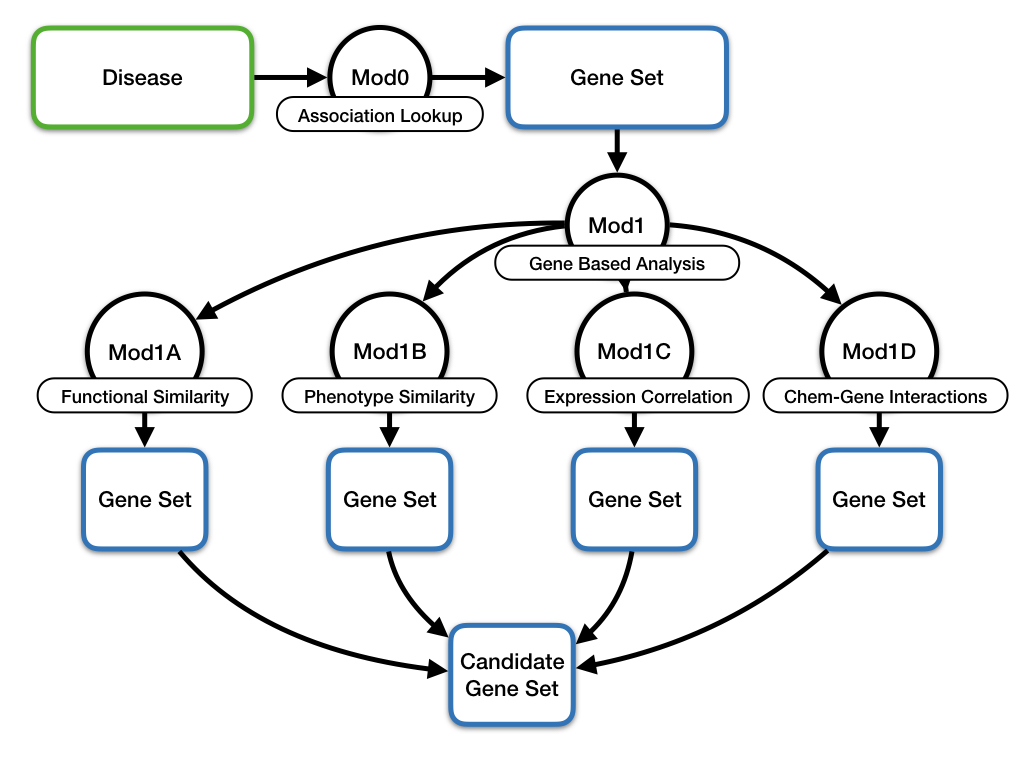 Disease
Mod0
Association Lookup
Gene Set
Mod1
Gene Based Analysis
Mod1A
Functional Similarity
Mod1B
Phenotype Similarity
Mod1C
Expression Correlation
Mod1D
Chem-Gene Interactions
Gene Set
Gene Set
Gene Set
Gene Set
Candidate
Gene Set